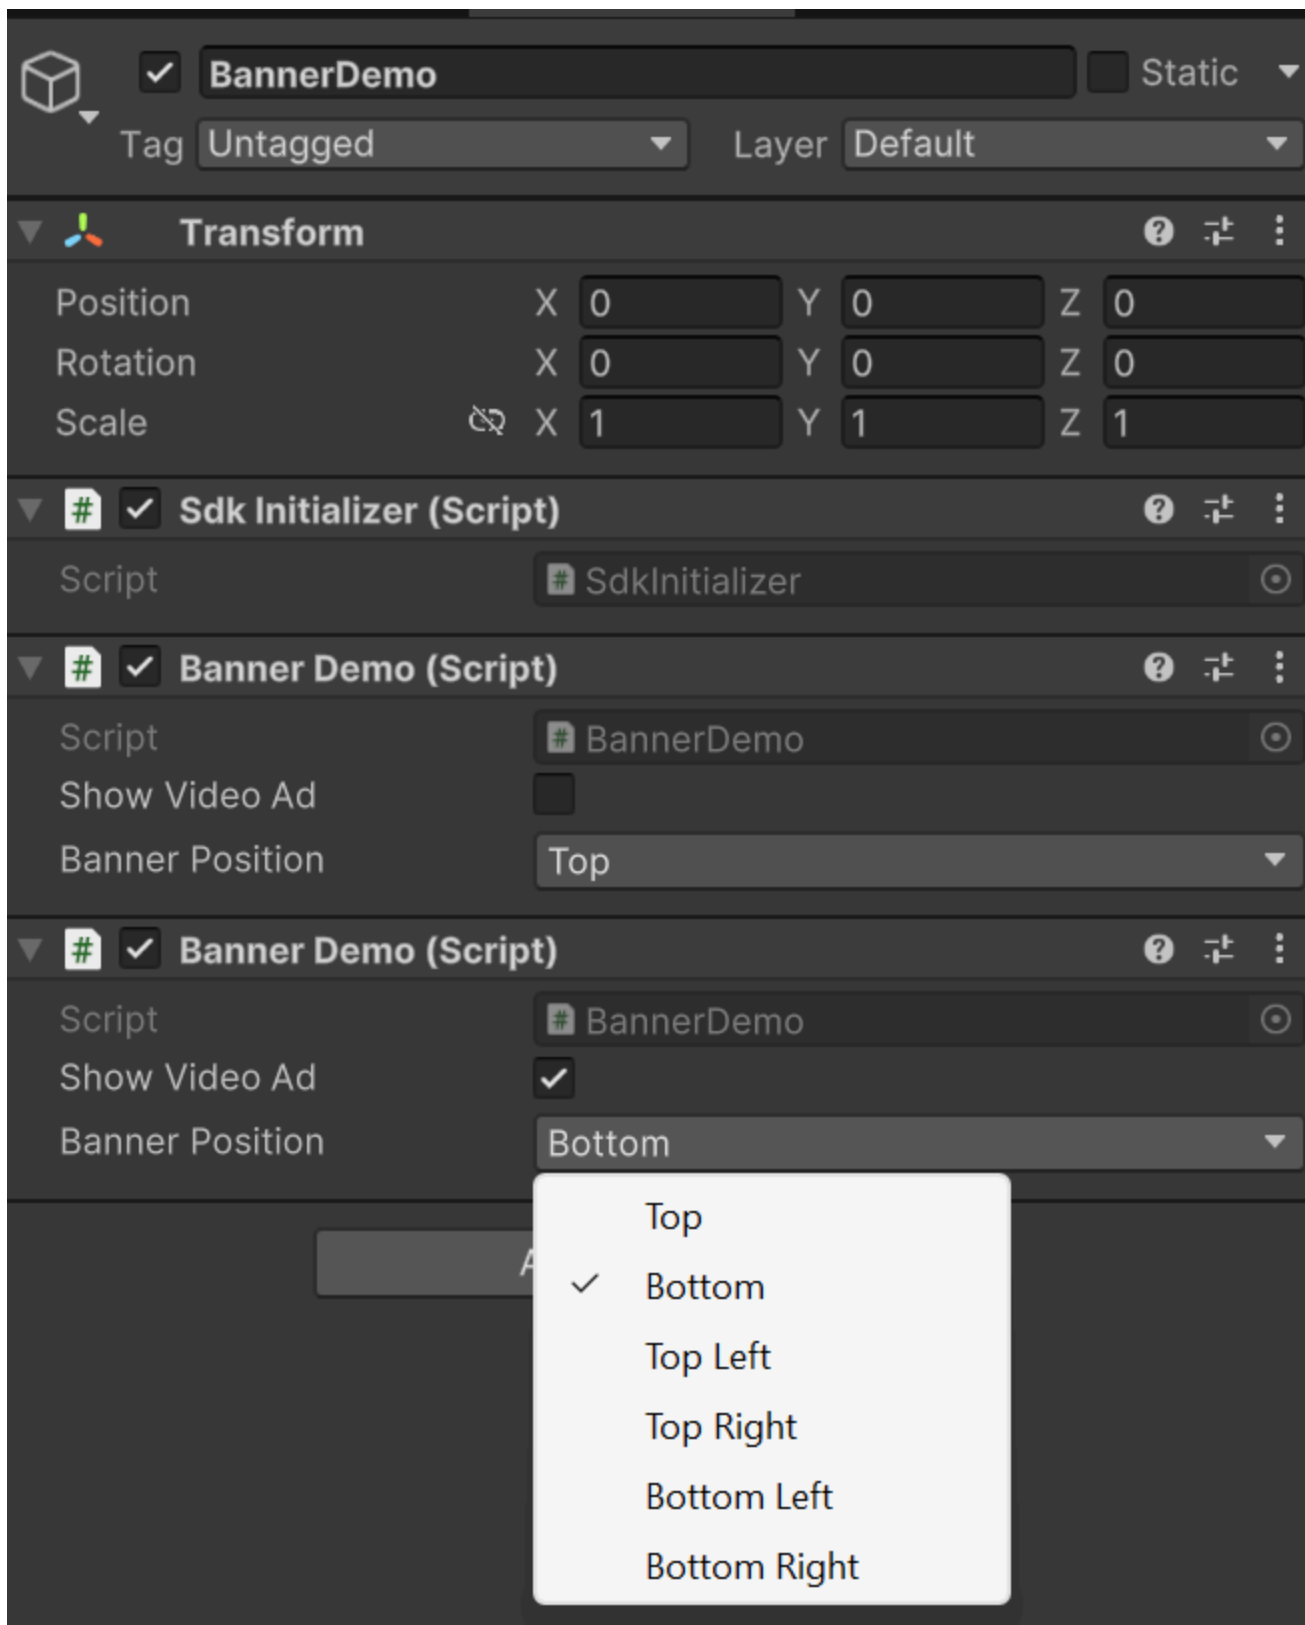 BannerDemo Static
Tag Untagged Layer Default
Transform
Position X 0 Y 0 Z 0
Rotation X 0 Y 0 Z 0
Scale X 1 Y 1 Z 1
# Sdk Initializer (Script)
Script # SdkInitializer
# Banner Demo (Script)
Script # BannerDemo
Show Video Ad
Banner Position Top
# Banner Demo (Script)
Script # BannerDemo
Show Video Ad
Banner Position Bottom
Top
Bottom
Top Left
Top Right
Bottom Left
Bottom Right